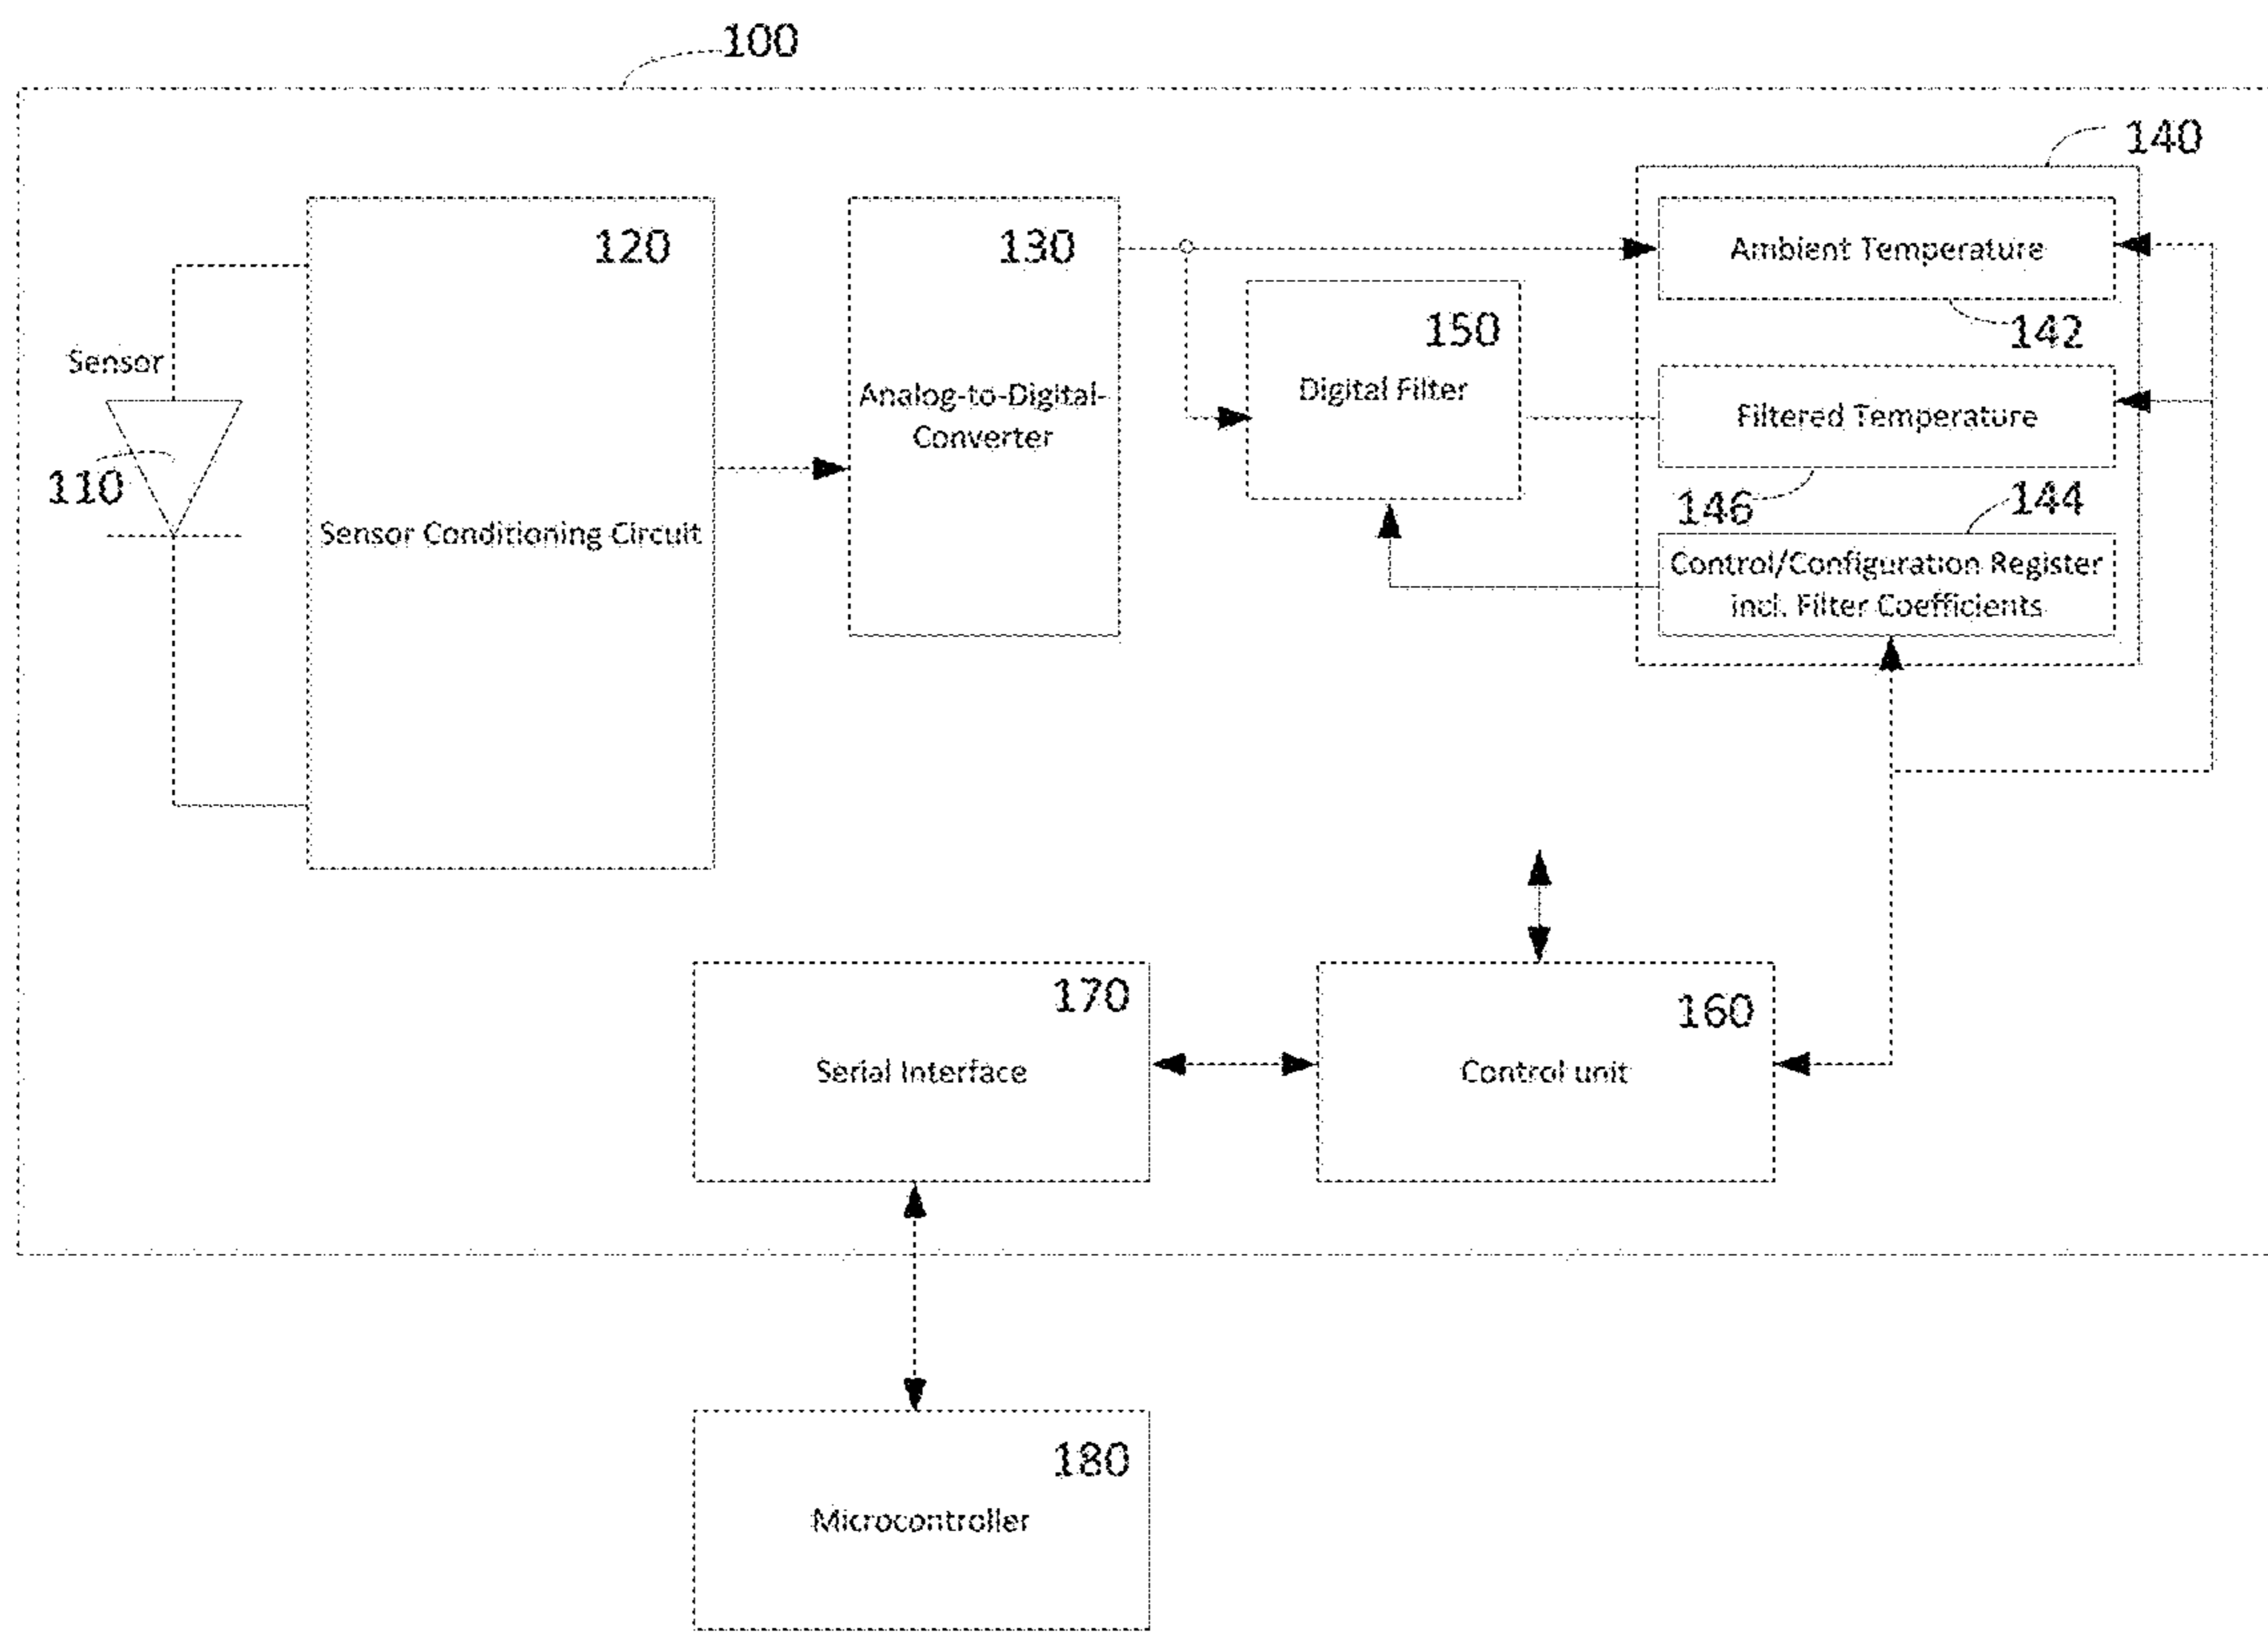 100
140
120
130
Ambient Temperature
142
150
Digital Filter
Sensor
110
Analog-to-Digital-
Converter
Filtered Temperature
146
144
Sensor Conditioning Circuit
Control/Configuration Register
incl. Filter Coefficients
170
Serial Interface
160
Control unit
180
Microcontroller